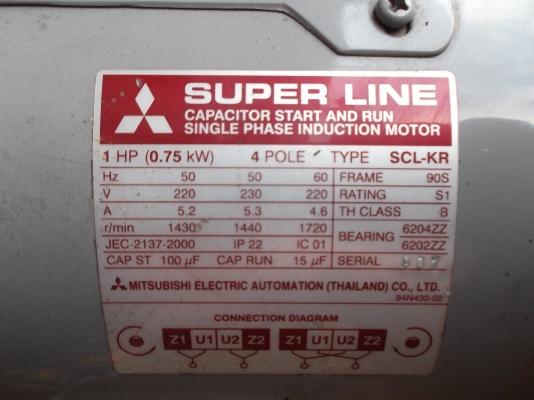 SUPER LINE
CAPACITOR START AND RUN
SINGLE PHASE INDUCTION MOTOR
1 HP (0.75 kW) 4 POLE TYPE SCL-KR
Hz 50 50 60 FRAME 90S
V 220 230 220 RATING S1
A 5.2 5.3 4.6 TH CLASS B
r/min 1430 1440 1720 BEARING 6204ZZ
JEC-2137-2000 IP 22 IC 01 6202ZZ
CAP ST 100 µF CAP RUN 15 µF SERIAL
MITSUBISHI ELECTRIC AUTOMATION (THAILAND) CO., LTD.
94N430-02
CONNECTION DIAGRAM
Z1 U1 U2 Z2 Z1 U1 U2 Z2